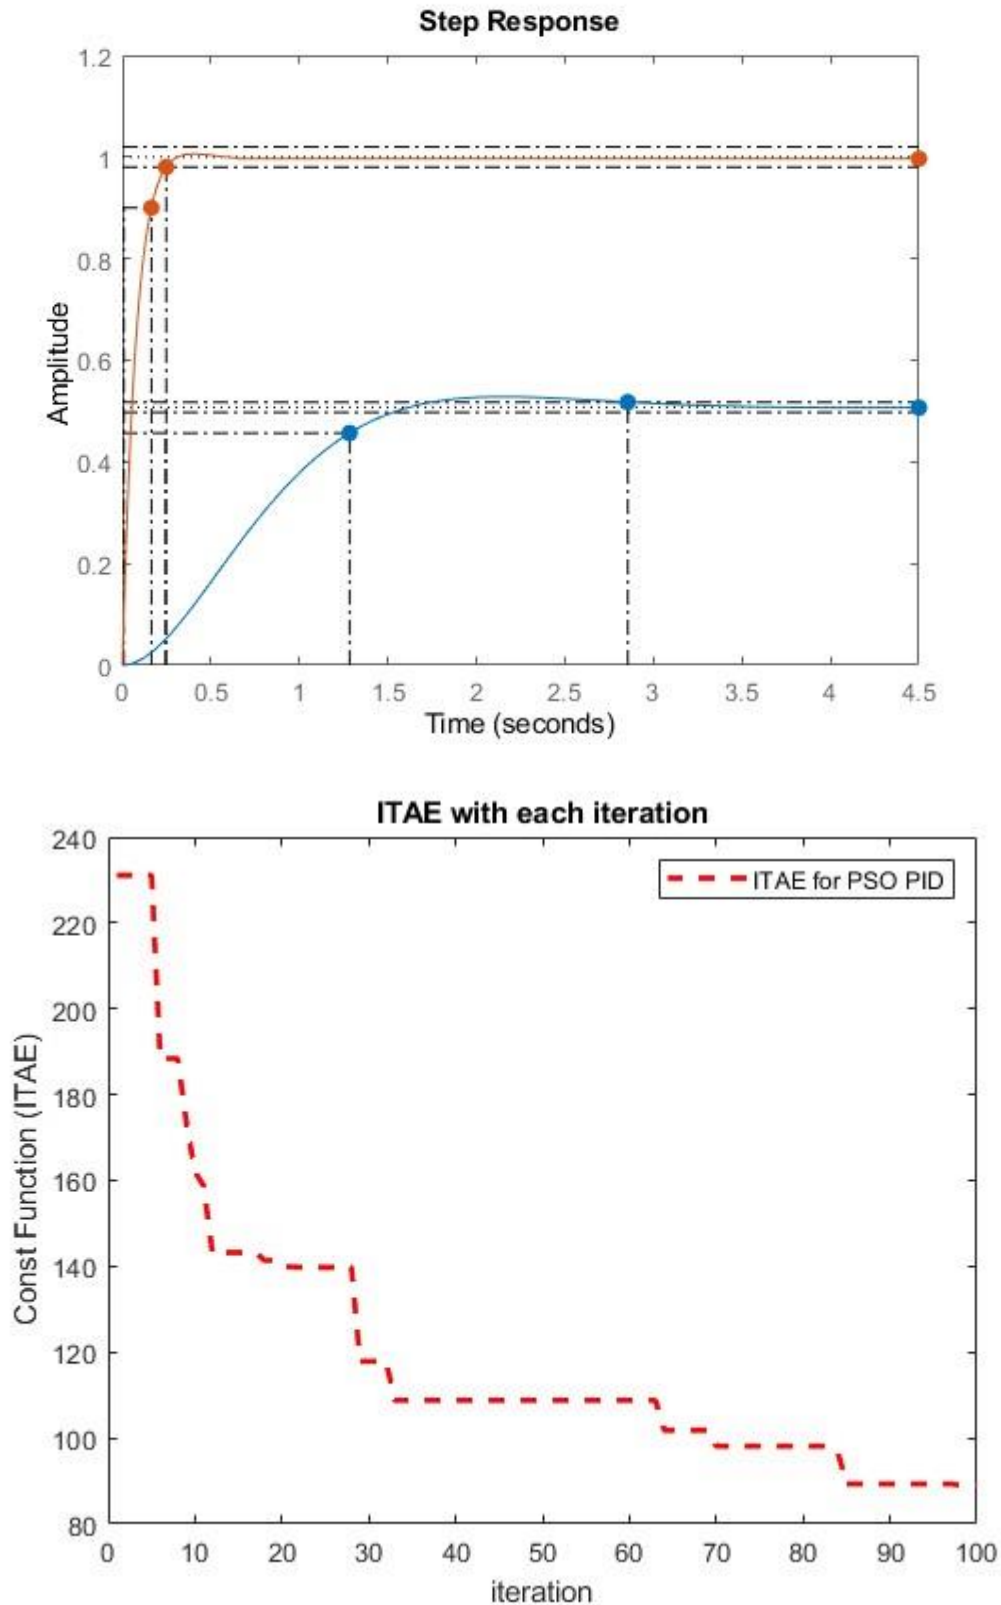 Step Response
1.2
1
0.8
0.6
0.4
0.2
0
Amplitude
0 0.5 1 1.5 2 2.5 3 3.5 4 4.5
Time (seconds)
ITAE with each iteration
240
220
200
180
160
140
120
100
80
Const Function (ITAE)
ITAE for PSO PID
0 10 20 30 40 50 60 70 80 90 100
iteration